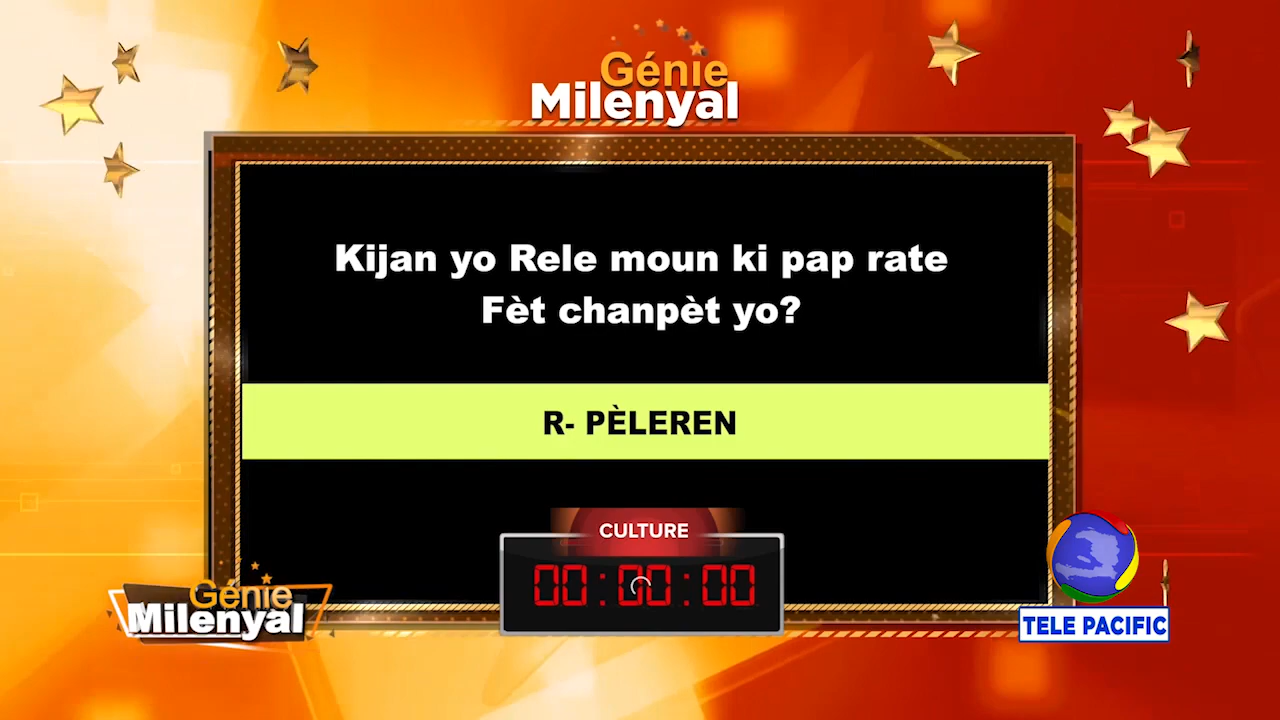 Génie
Milenyal
Kijan yo Rele moun ki pap rate
Fèt chanpèt yo?
R- PÈLEREN
CULTURE
00:00:00
Génie
Milenyal
TELE PACIFIC